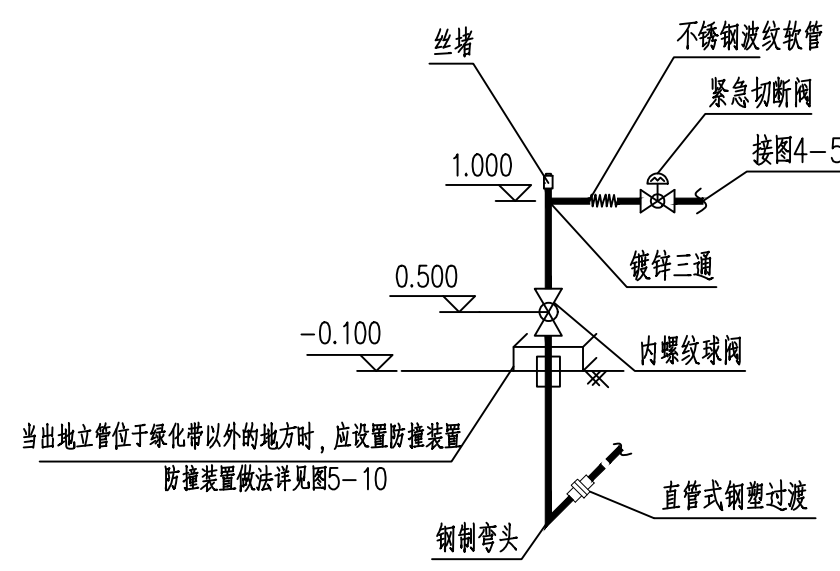 丝堵
不锈钢波纹软管
紧急切断阀
接图4-5
1.000
镀锌三通
0.500
-0.100
内螺纹球阀
当出地立管位于绿化带以外的地方时，应设置防撞装置
防撞装置做法详见图5-10
直管式钢塑过渡
钢制弯头